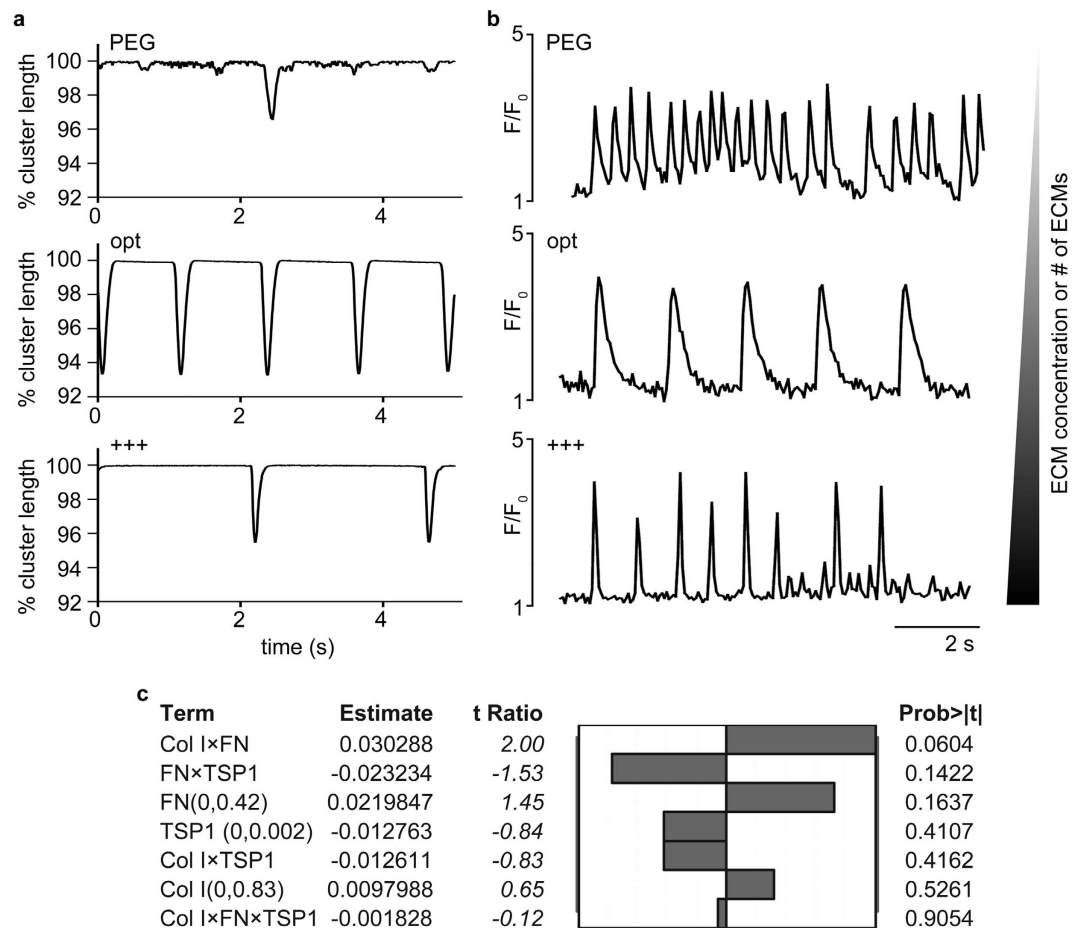 a
PEG
% cluster length
100
98
96
94
92
0
2
4
opt
% cluster length
100
98
96
94
92
0
2
4
+++
% cluster length
100
98
96
94
92
0
2
4
time (s)
b
PEG
F/F0
5
1
opt
F/F0
5
1
+++
F/F0
5
1
2 s
ECM concentration or # of ECMs
c
Term Estimate t Ratio Prob>|t|
Col I×FN 0.030288 2.00 0.0604
FN×TSP1 -0.023234 -1.53 0.1422
FN(0,0.42) 0.0219847 1.45 0.1637
TSP1 (0,0.002) -0.012763 -0.84 0.4107
Col I×TSP1 -0.012611 -0.83 0.4162
Col I(0,0.83) 0.0097988 0.65 0.5261
Col I×FN×TSP1 -0.001828 -0.12 0.9054